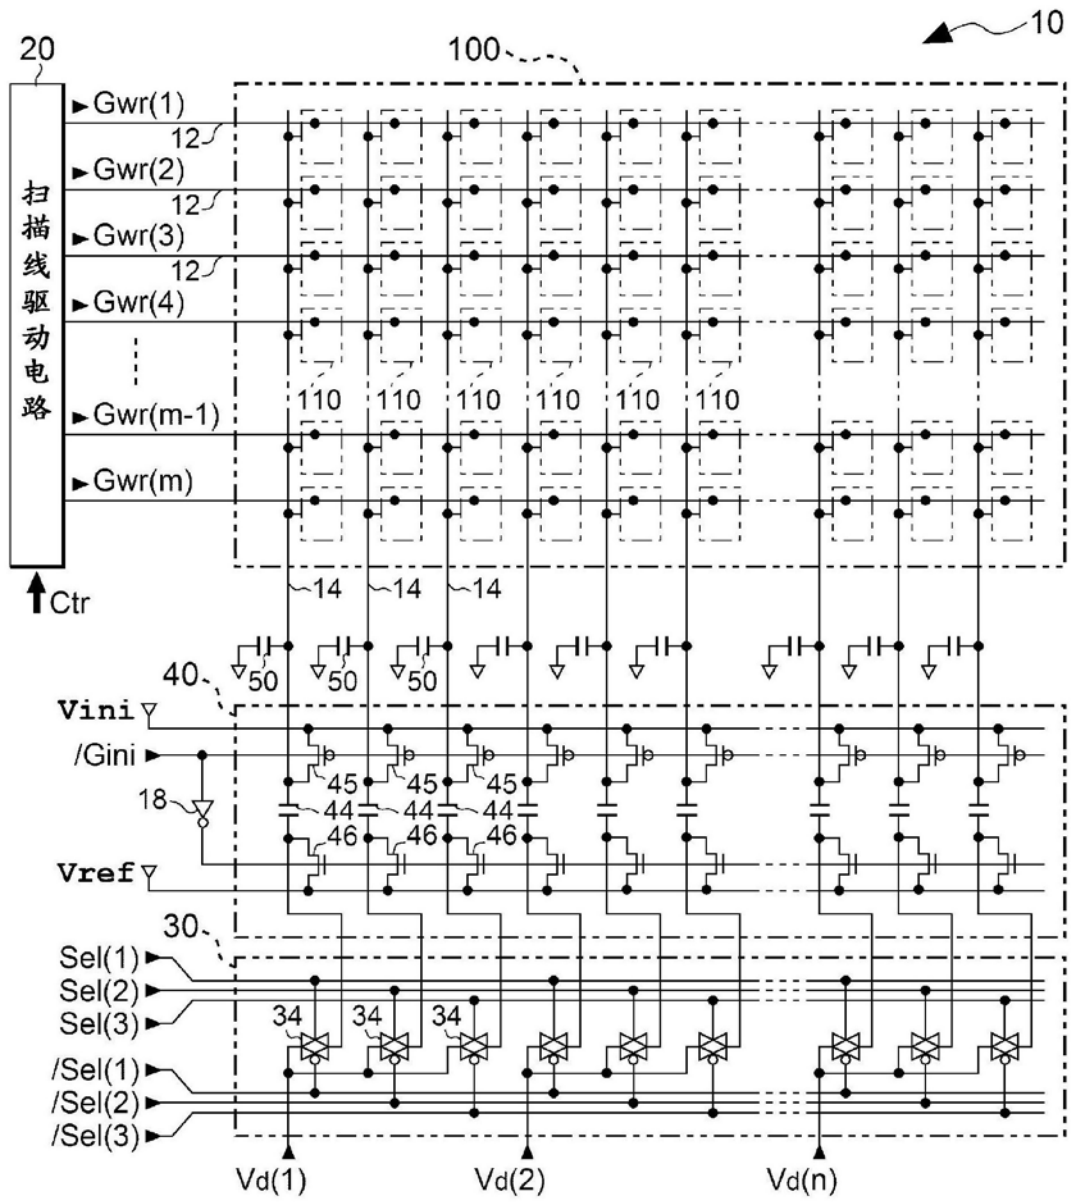 10
20
100
Gwr(1)
12
Gwr(2)
12
Gwr(3)
12
Gwr(4)
扫描线驱动电路
110 110 110 110 110 110
Gwr(m-1)
Gwr(m)
Ctr
14 14 14
50 50 50
40
Vini
/Gini
45 45 45
18
44 44 44
46 46 46
Vref
30
Sel(1)
Sel(2)
Sel(3)
34 34 34
/Sel(1)
/Sel(2)
/Sel(3)
Vd(1) Vd(2) Vd(n)